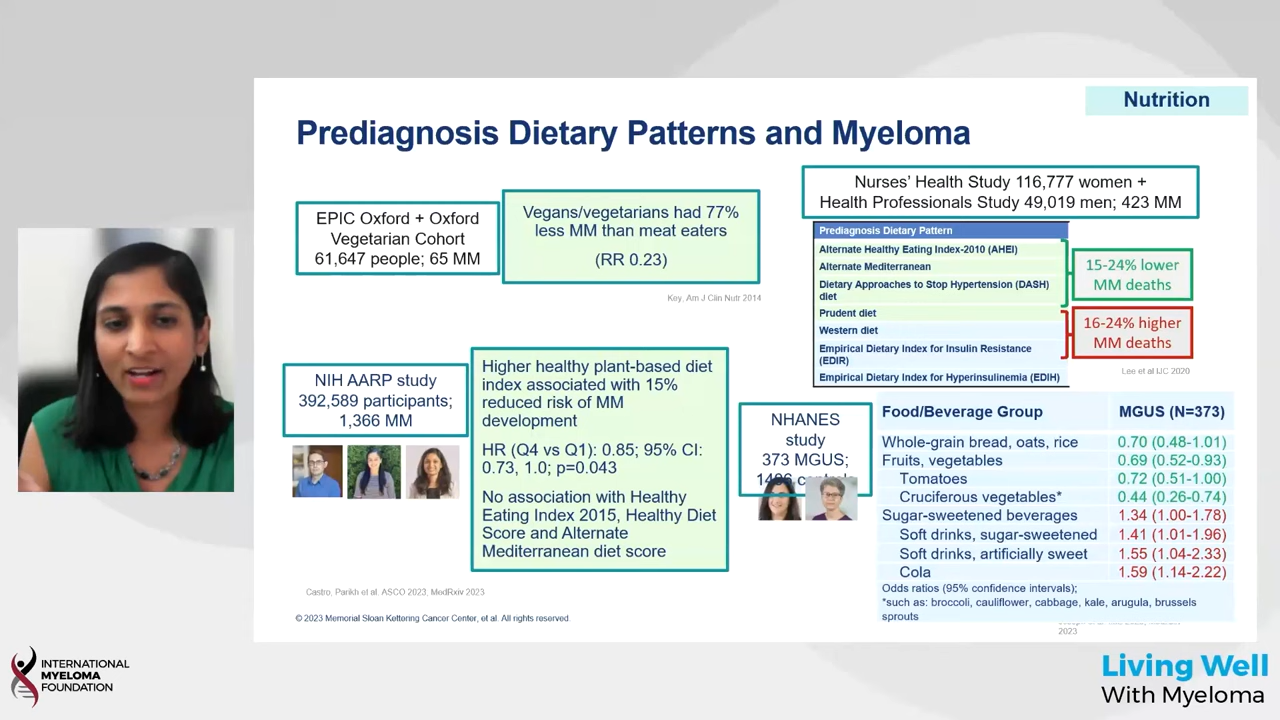 Nutrition
Prediagnosis Dietary Patterns and Myeloma
EPIC Oxford + Oxford
Vegetarian Cohort
61,647 people; 65 MM
Vegans/vegetarians had 77%
less MM than meat eaters
(RR 0.23)
Key, Am J Clin Nutr 2014
Nurses' Health Study 116,777 women +
Health Professionals Study 49,019 men; 423 MM
Prediagnosis Dietary Pattern
Alternate Healthy Eating Index-2010 (AHEI)
Alternate Mediterranean
Dietary Approaches to Stop Hypertension (DASH)
diet
Prudent diet
Western diet
Empirical Dietary Index for Insulin Resistance
(EDIR)
Empirical Dietary Index for Hyperinsulinemia (EDIH)
15-24% lower
MM deaths
16-24% higher
MM deaths
Lee et al IJC 2020
NIH AARP study
392,589 participants;
1,366 MM
Higher healthy plant-based diet
index associated with 15%
reduced risk of MM
development
HR (Q4 vs Q1): 0.85; 95% CI:
0.73, 1.0; p=0.043
No association with Healthy
Eating Index 2015, Healthy Diet
Score and Alternate
Mediterranean diet score
Castro, Parikh et al. ASCO 2023, MedRxiv 2023
NHANES
study
373 MGUS;
Food/Beverage Group MGUS (N=373)
Whole-grain bread, oats, rice 0.70 (0.48-1.01)
Fruits, vegetables 0.69 (0.52-0.93)
Tomatoes 0.72 (0.51-1.00)
Cruciferous vegetables* 0.44 (0.26-0.74)
Sugar-sweetened beverages 1.34 (1.00-1.78)
Soft drinks, sugar-sweetened 1.41 (1.01-1.96)
Soft drinks, artificially sweet 1.55 (1.04-2.33)
Cola 1.59 (1.14-2.22)
Odds ratios (95% confidence intervals);
*such as: broccoli, cauliflower, cabbage, kale, arugula, brussels
sprouts
2023
© 2023 Memorial Sloan Kettering Cancer Center, et al. All rights reserved.
INTERNATIONAL
MYELOMA
FOUNDATION
Living Well
With Myeloma